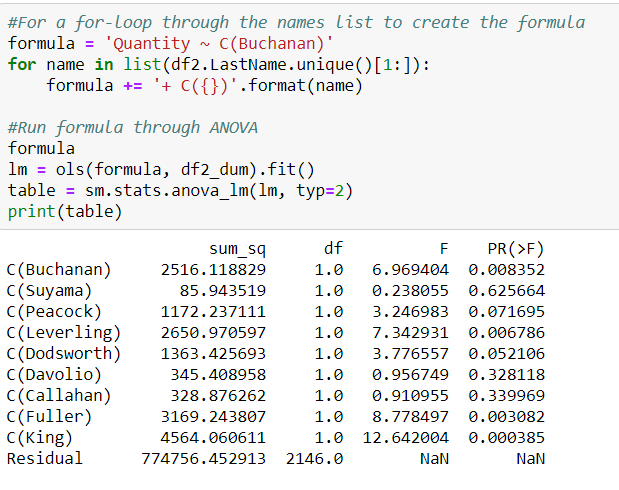 #For a for-loop through the names list to create the formula
formula = 'Quantity ~ C(Buchanan)'
for name in list(df2.LastName.unique()[1:]):
    formula += '+ C({})'.format(name)
#Run formula through ANOVA
formula
lm = ols(formula, df2_dum).fit()
table = sm.stats.anova_lm(lm, typ=2)
print(table)
sum_sq df F PR(>F)
C(Buchanan) 2516.118829 1.0 6.969404 0.008352
C(Suyama) 85.943519 1.0 0.238055 0.625664
C(Peacock) 1172.237111 1.0 3.246983 0.071695
C(Leverling) 2650.970597 1.0 7.342931 0.006786
C(Dodsworth) 1363.425693 1.0 3.776557 0.052106
C(Davolio) 345.408958 1.0 0.956749 0.328118
C(Callahan) 328.876262 1.0 0.910955 0.339969
C(Fuller) 3169.243807 1.0 8.778497 0.003082
C(King) 4564.060611 1.0 12.642004 0.000385
Residual 774756.452913 2146.0 NaN NaN